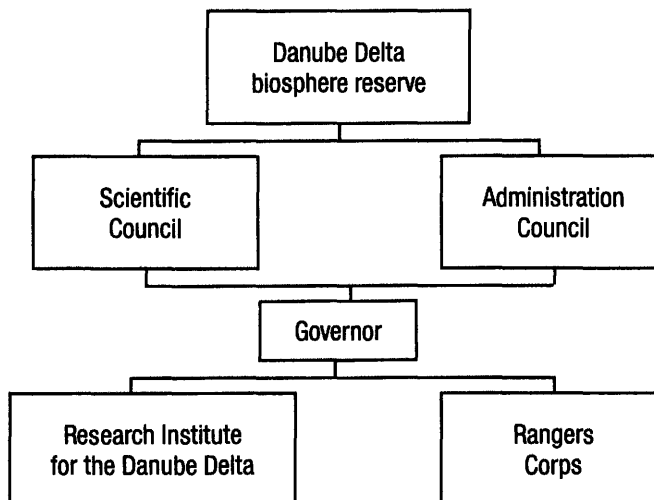 Danube Delta
biosphere reserve
Scientific
Council
Administration
Council
Governor
Research Institute
for the Danube Delta
Rangers
Corps